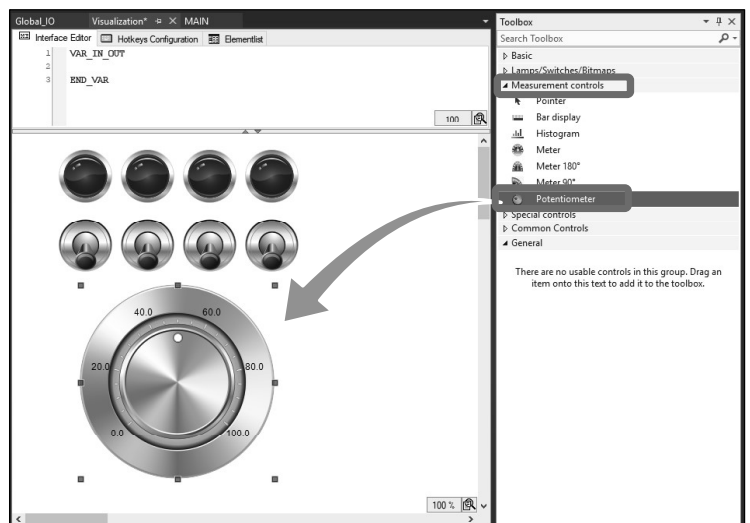 Global_IO Visualization* MAIN
Interface Editor Hotkeys Configuration Elementlist
1 VAR_IN_OUT
2
3 END_VAR
100
40.0 60.0
20.0 80.0
0.0 100.0
100 %
Toolbox
Search Toolbox
Basic
Lamps/Switches/Bitmaps
Measurement controls
Pointer
Bar display
Histogram
Meter
Meter 180°
Meter 90°
Potentiometer
Special controls
Common Controls
General
There are no usable controls in this group. Drag an
item onto this text to add it to the toolbox.